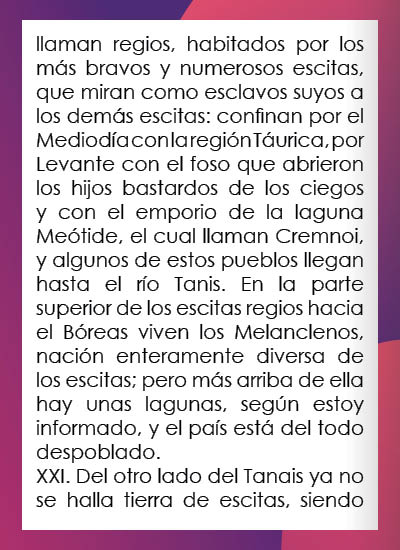 llaman regios, habitados por los
más bravos y numerosos escitas,
que miran como esclavos suyos a
los demás escitas: confinan por el
Mediodía con la región Táurica, por
Levante con el foso que abrieron
los hijos bastardos de los ciegos
y con el emporio de la laguna
Meótide, el cual llaman Cremnoi,
y algunos de estos pueblos llegan
hasta el río Tanis. En la parte
superior de los escitas regios hacia
el Bóreas viven los Melanclenos,
nación enteramente diversa de
los escitas; pero más arriba de ella
hay unas lagunas, según estoy
informado, y el país está del todo
despoblado.
XXI. Del otro lado del Tanais ya no
se halla tierra de escitas, siendo